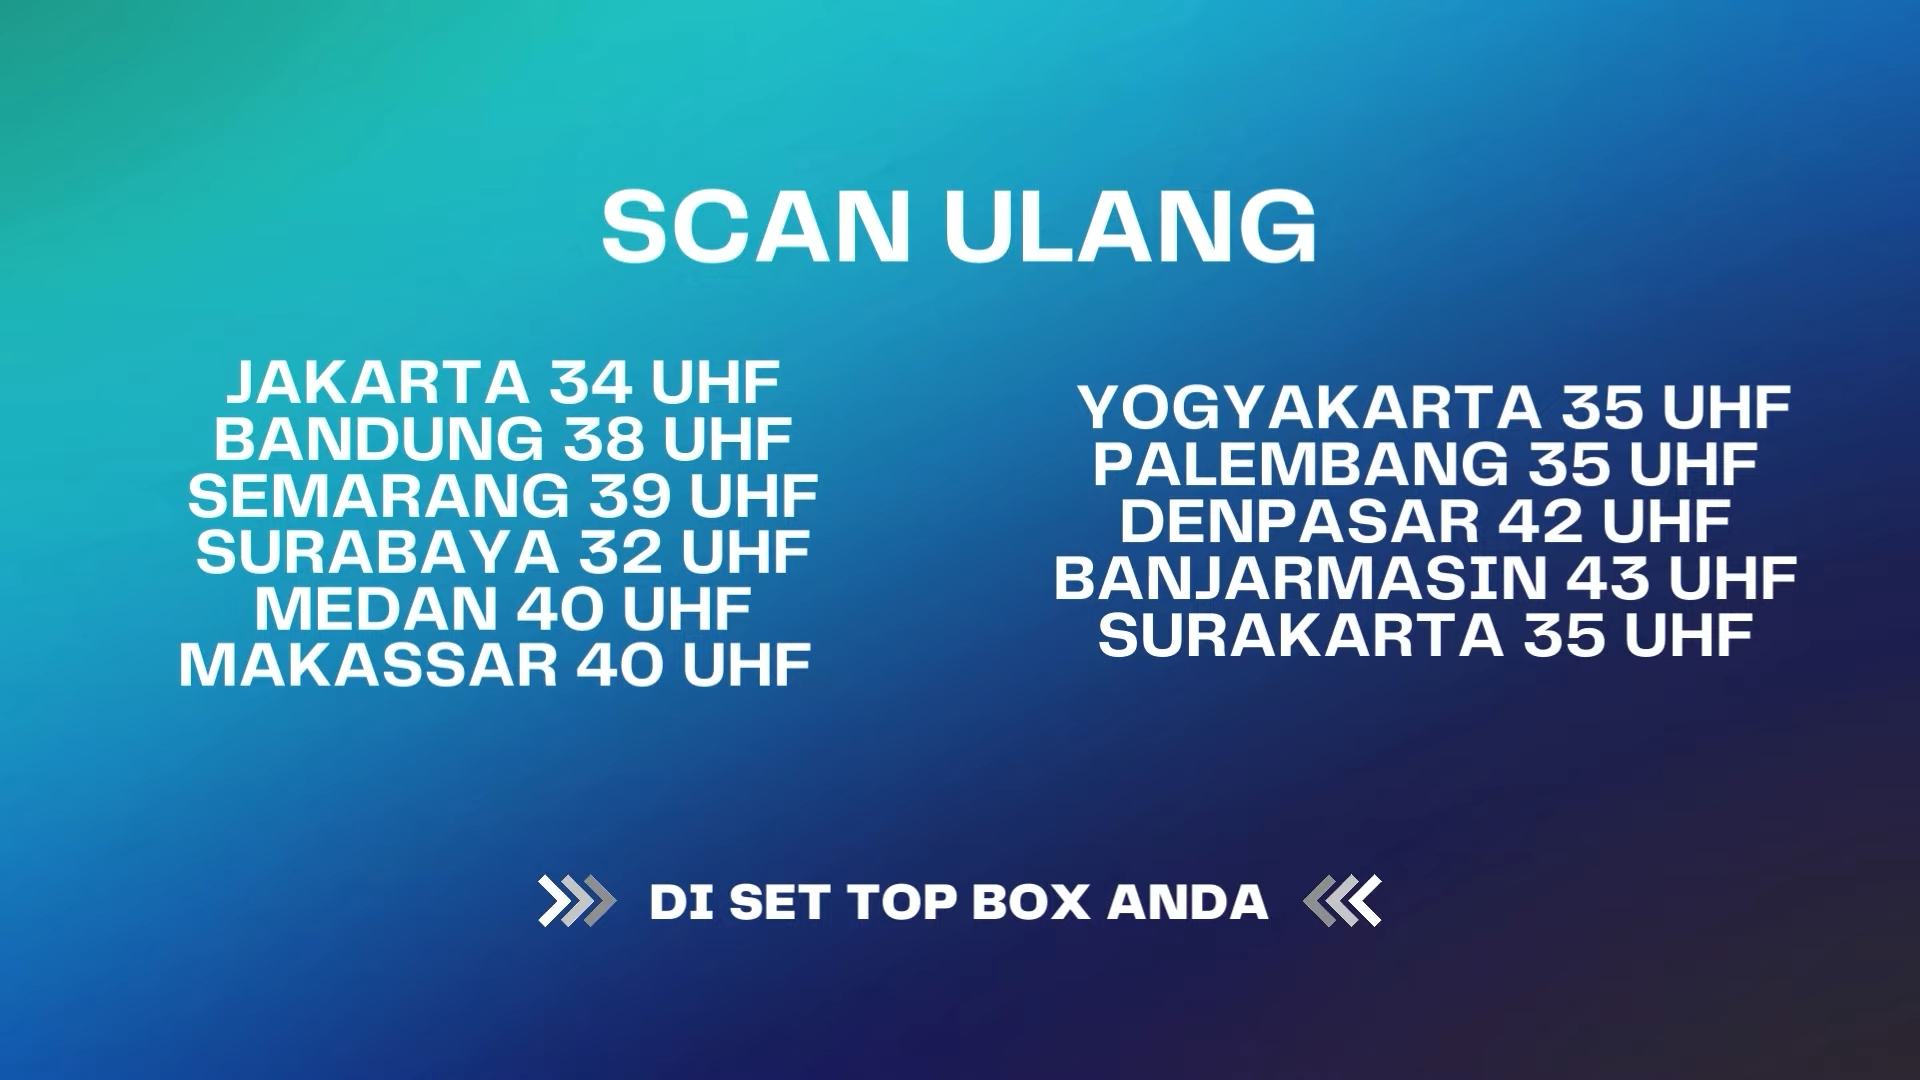 SCAN ULANG
JAKARTA 34 UHF
BANDUNG 38 UHF
SEMARANG 39 UHF
SURABAYA 32 UHF
MEDAN 40 UHF
MAKASSAR 40 UHF
YOGYAKARTA 35 UHF
PALEMBANG 35 UHF
DENPASAR 42 UHF
BANJARMASIN 43 UHF
SURAKARTA 35 UHF
DI SET TOP BOX ANDA